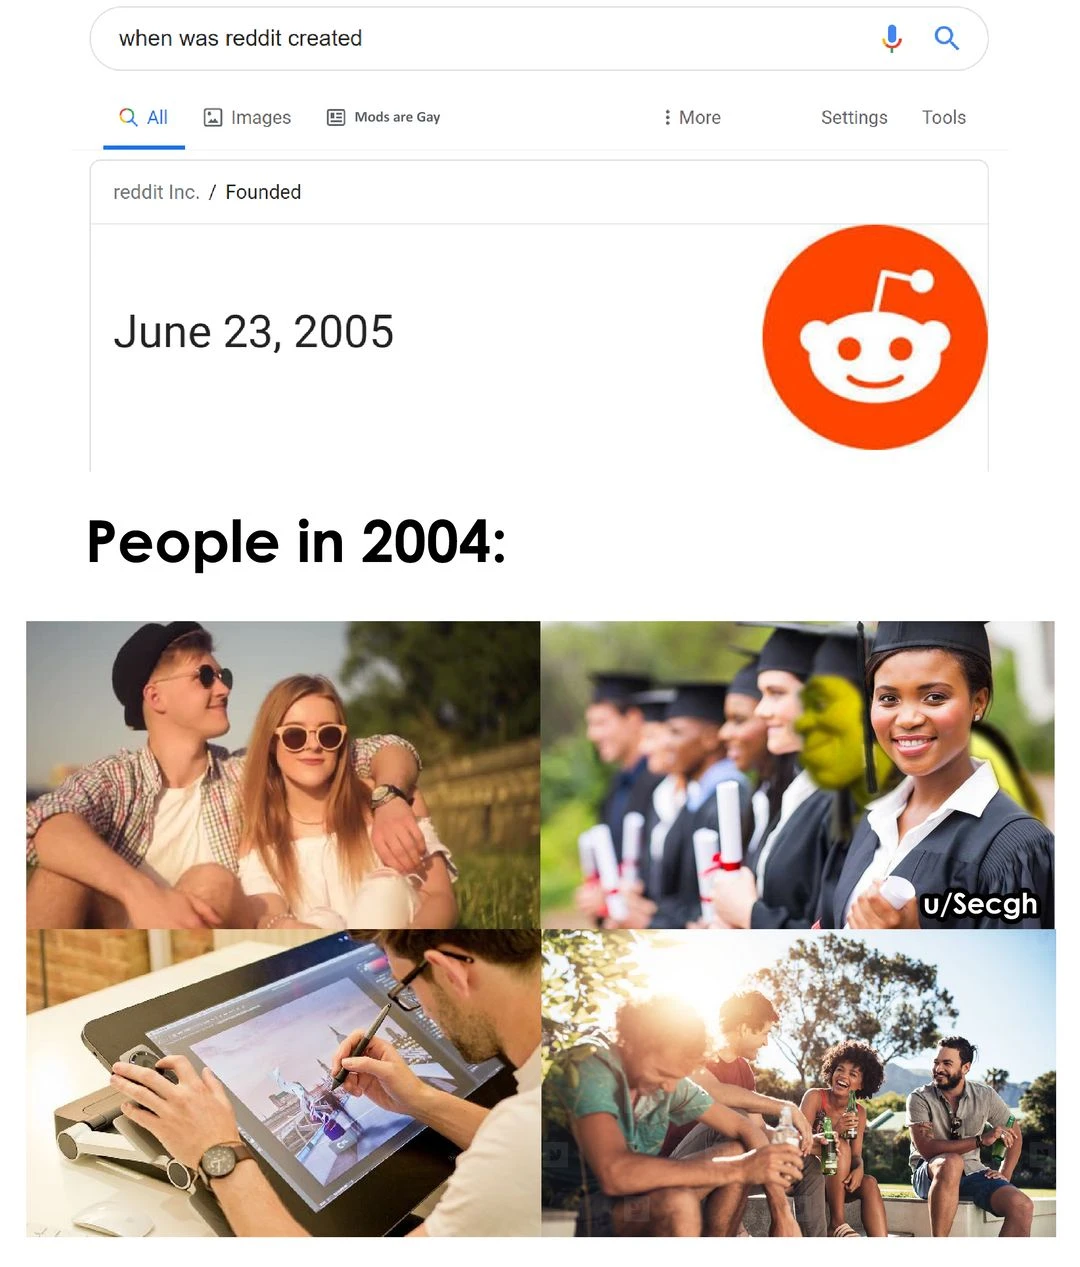 when was reddit created
All Images Mods are Gay More Settings Tools
reddit Inc. / Founded
June 23, 2005
People in 2004:
u/Secgh